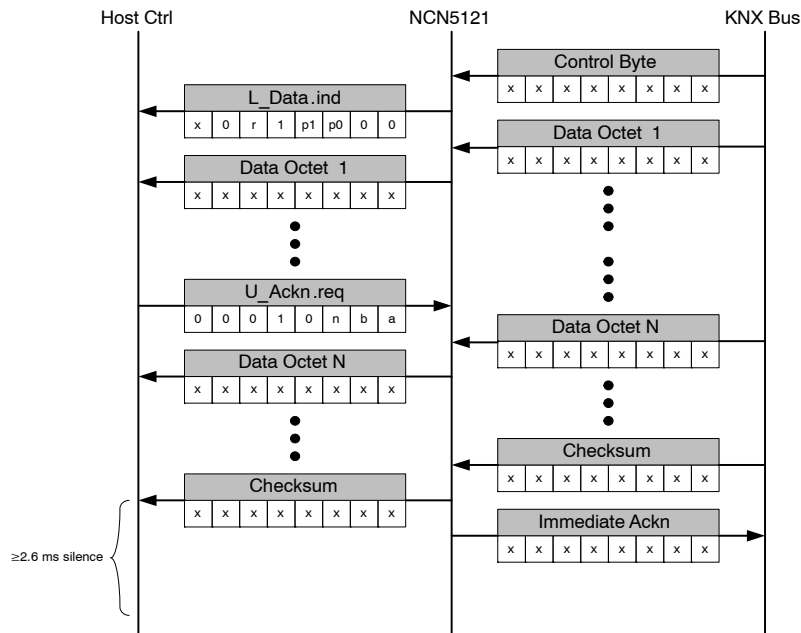 Host Ctrl NCN5121 KNX Bus
Control Byte
x x x x x x x x
L_Data.ind
x 0 r 1 p1 p0 0 0
Data Octet 1
x x x x x x x x
Data Octet 1
x x x x x x x x
U_Ackn.req
0 0 0 1 0 n b a
Data Octet N
x x x x x x x x
Data Octet N
x x x x x x x x
Checksum
x x x x x x x x
Checksum
x x x x x x x x
Immediate Ackn
x x x x x x x x
≥2.6 ms silence